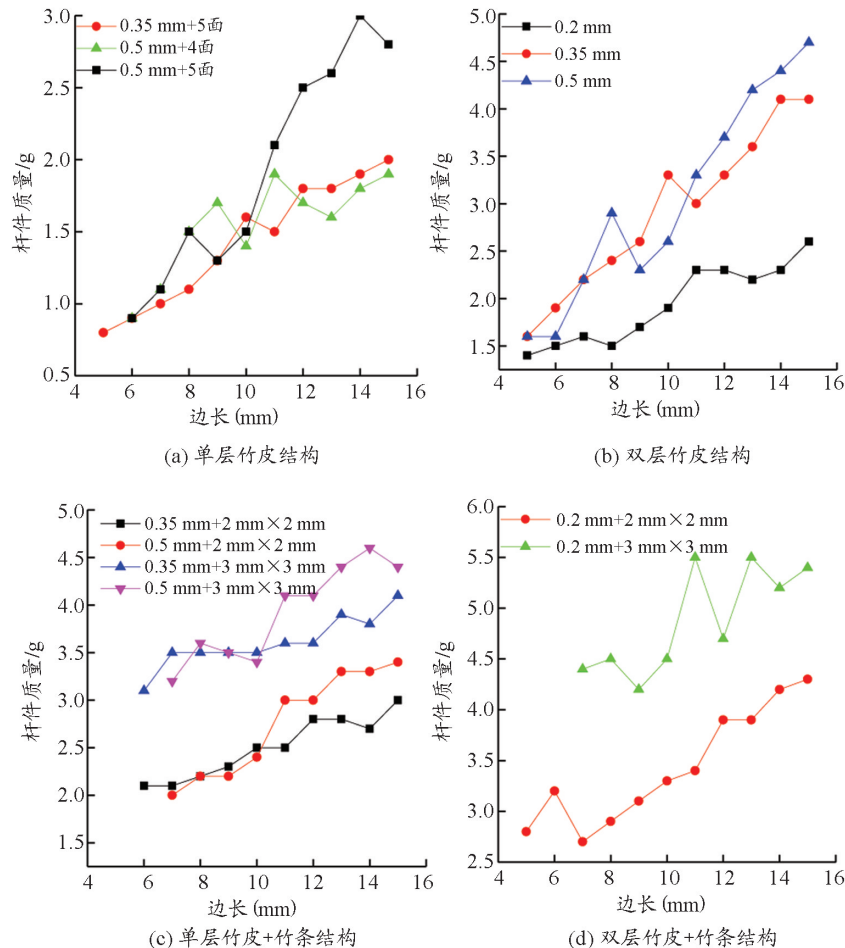 3.0
2.5
2.0
1.5
1.0
0.5
杆件质量/g
0.35 mm+5面
0.5 mm+4面
0.5 mm+5面
4 6 8 10 12 14 16
边长 (mm)
(a) 单层竹皮结构
5.0
4.5
4.0
3.5
3.0
2.5
2.0
1.5
杆件质量/g
0.2 mm
0.35 mm
0.5 mm
4 6 8 10 12 14 16
边长 (mm)
(b) 双层竹皮结构
5.0
4.5
4.0
3.5
3.0
2.5
2.0
1.5
杆件质量/g
0.35 mm+2 mm×2 mm
0.5 mm+2 mm×2 mm
0.35 mm+3 mm×3 mm
0.5 mm+3 mm×3 mm
4 6 8 10 12 14 16
边长 (mm)
(c) 单层竹皮+竹条结构
6.0
5.5
5.0
4.5
4.0
3.5
3.0
2.5
杆件质量/g
0.2 mm+2 mm×2 mm
0.2 mm+3 mm×3 mm
4 6 8 10 12 14 16
边长 (mm)
(d) 双层竹皮+竹条结构